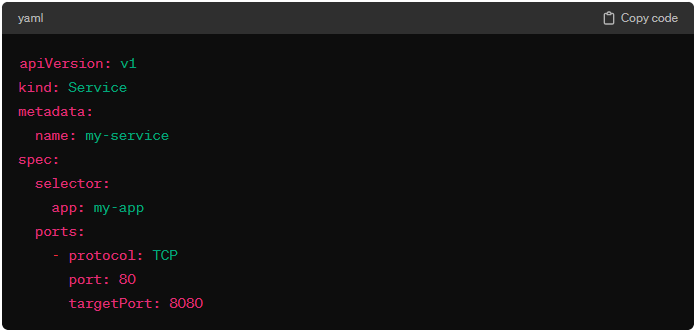 yaml
Copy code
apiVersion: v1
kind: Service
metadata:
  name: my-service
spec:
  selector:
    app: my-app
  ports:
    - protocol: TCP
      port: 80
      targetPort: 8080